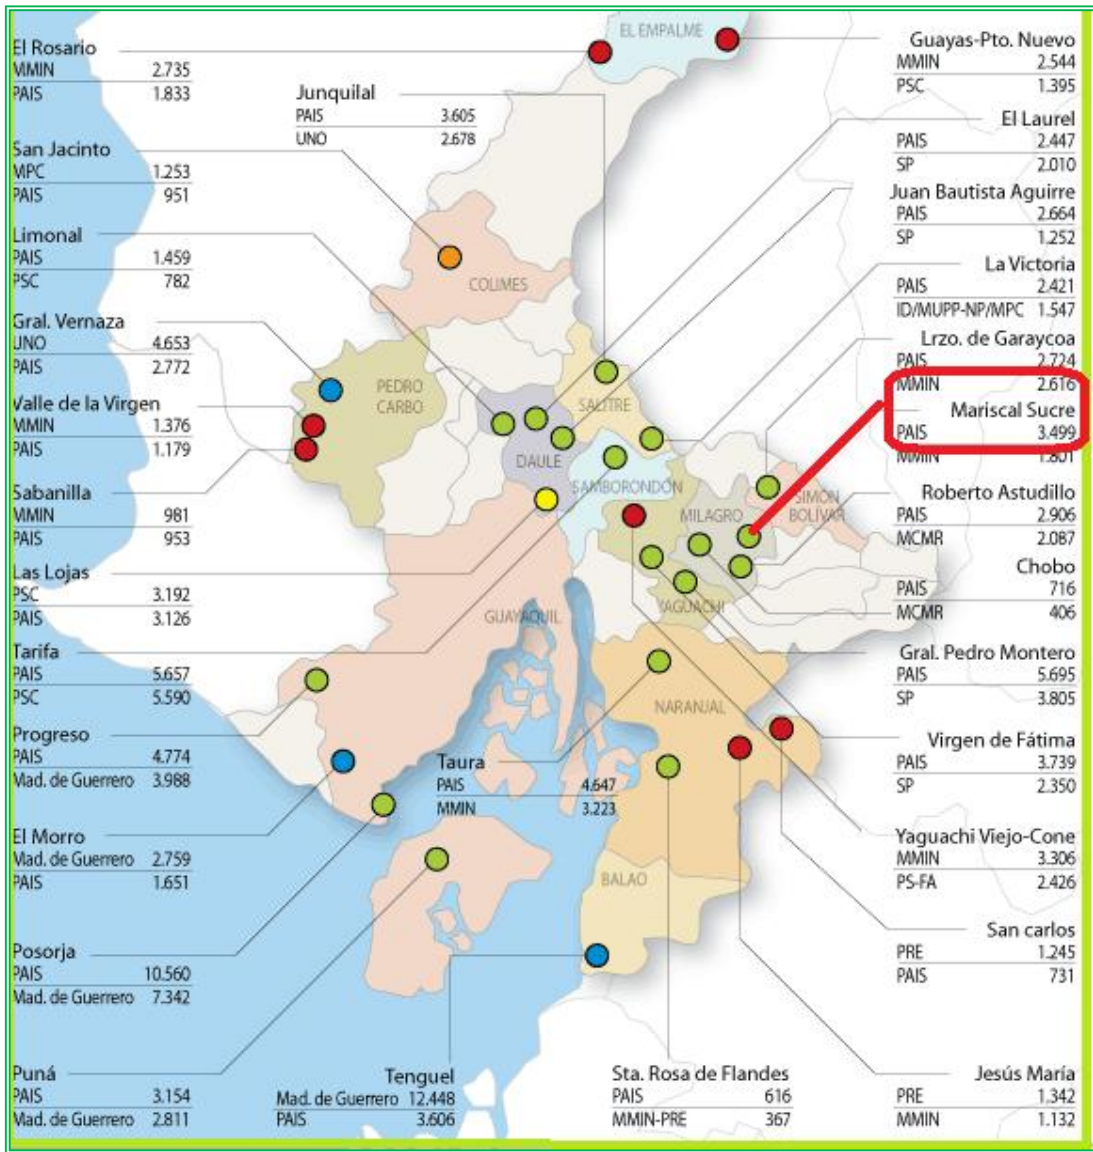 El Rosario
MMIN 2.735
PAIS 1.833
San Jacinto
MPC 1.253
PAIS 951
Limonal
PAIS 1.459
PSC 782
Gral. Vernaza
UNO 4.653
PAIS 2.772
Valle de la Virgen
MMIN 1.376
PAIS 1.179
Sabanilla
MMIN 981
PAIS 953
Las Lojas
PSC 3.192
PAIS 3.126
Tarifa
PAIS 5.657
PSC 5.590
Progreso
PAIS 4.774
Mad. de Guerrero 3.988
El Morro
Mad. de Guerrero 2.759
PAIS 1.651
Posorja
PAIS 10.560
Mad. de Guerrero 7.342
Puná
PAIS 3.154
Mad. de Guerrero 2.811
Junquilal
PAIS 3.605
UNO 2.678
EL EMPALME
COLIMES
PEDRO
CARBO
SALITRE
DAULE
SAMBORONDÓN
MILAGRO
SIMÓN
BOLÍVAR
YAGUACHI
GUAYAQUIL
NARANJAL
BALAO
Taura
PAIS 4.647
MMIN 3.223
Tenguel
Mad. de Guerrero 12.448
PAIS 3.606
Sta. Rosa de Flandes
PAIS 616
MMIN-PRE 367
Guayas-Pto. Nuevo
MMIN 2.544
PSC 1.395
El Laurel
PAIS 2.447
SP 2.010
Juan Bautista Aguirre
PAIS 2.664
SP 1.252
La Victoria
PAIS 2.421
ID/MUPP-NP/MPC 1.547
Lrzo. de Garaycoa
PAIS 2.724
MMIN 2.616
Mariscal Sucre
PAIS 3.499
MMIN 1.801
Roberto Astudillo
PAIS 2.906
MCMR 2.087
Chobo
PAIS 716
MCMR 406
Gral. Pedro Montero
PAIS 5.695
SP 3.805
Virgen de Fátima
PAIS 3.739
SP 2.350
Yaguachi Viejo-Cone
MMIN 3.306
PS-FA 2.426
San carlos
PRE 1.245
PAIS 731
Jesús María
PRE 1.342
MMIN 1.132